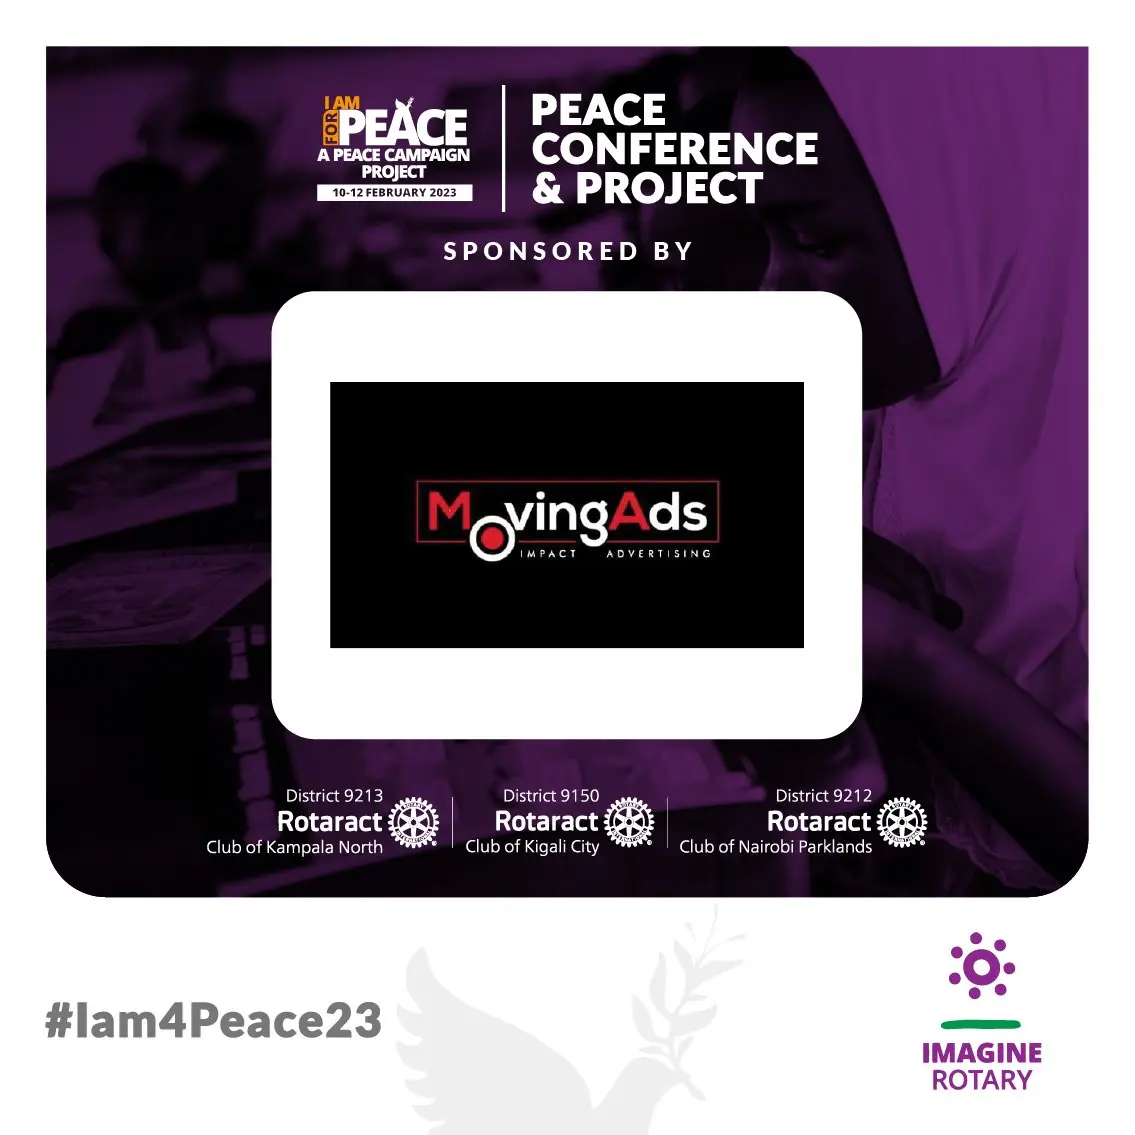 I AM
FOR
PEACE
A PEACE CAMPAIGN
PROJECT
10-12 FEBRUARY 2023
PEACE
CONFERENCE
& PROJECT
SPONSORED BY
MovingAds
IMPACT ADVERTISING
District 9213
Rotaract
Club of Kampala North
District 9150
Rotaract
Club of Kigali City
District 9212
Rotaract
Club of Nairobi Parklands
#Iam4Peace23
IMAGINE
ROTARY